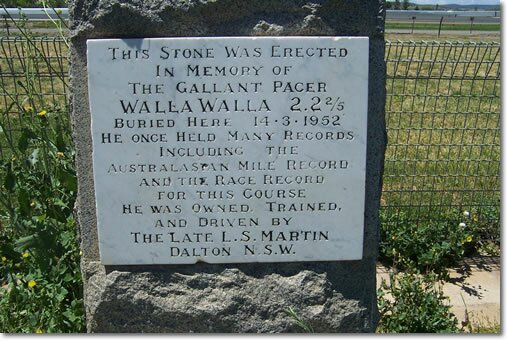 THIS STONE WAS ERECTED
IN MEMORY OF
THE GALLANT PACER
WALLA WALLA 2.2 2/5
BURIED HERE 14·3·1952
HE ONCE HELD MANY RECORDS
INCLUDING THE
AUSTRALASIAN MILE RECORD
AND THE RACE RECORD
FOR THIS COURSE
HE WAS OWNED, TRAINED,
AND DRIVEN BY
THE LATE L.S. MARTIN
DALTON N.S.W.